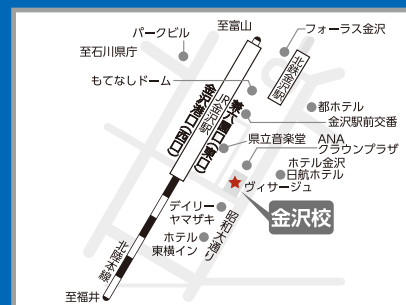 至富山
パークビル
フォーラス金沢
至石川県庁
北鉄金沢駅
もてなしドーム
兼六園口(東口)
JR金沢駅
金沢港口(西口)
都ホテル
金沢駅前交番
県立音楽堂
ANA
クラウンプラザ
ホテル金沢
日航ホテル
ヴィサージュ
デイリー
ヤマザキ
昭和大通り
金沢校
ホテル
東横イン
北陸本線
至福井